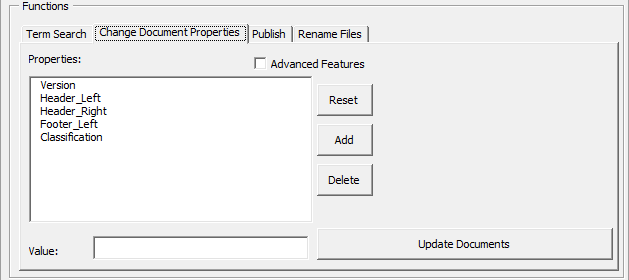 Functions
Term Search Change Document Properties Publish Rename Files
Properties: Advanced Features
Version
Header_Left
Header_Right
Footer_Left
Classification
Reset
Add
Delete
Value: Update Documents